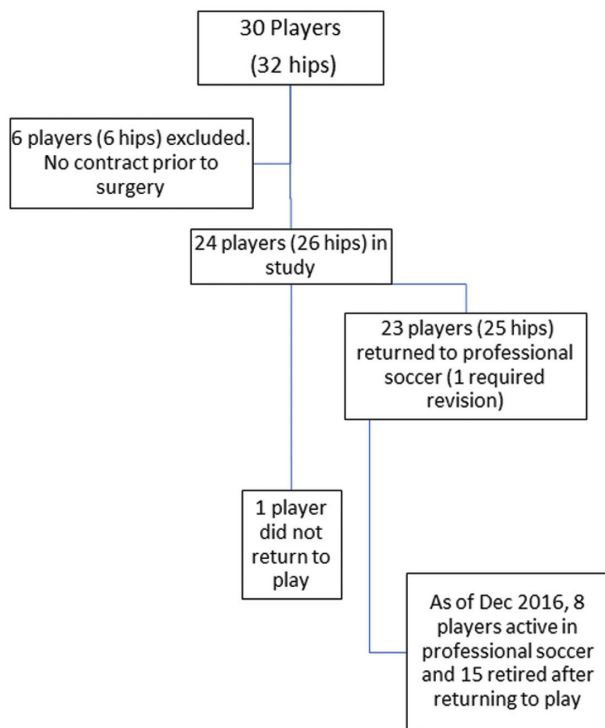 30 Players
(32 hips)
6 players (6 hips) excluded.
No contract prior to
surgery
24 players (26 hips) in
study
23 players (25 hips)
returned to professional
soccer (1 required
revision)
1 player
did not
return to
play
As of Dec 2016, 8
players active in
professional soccer
and 15 retired after
returning to play